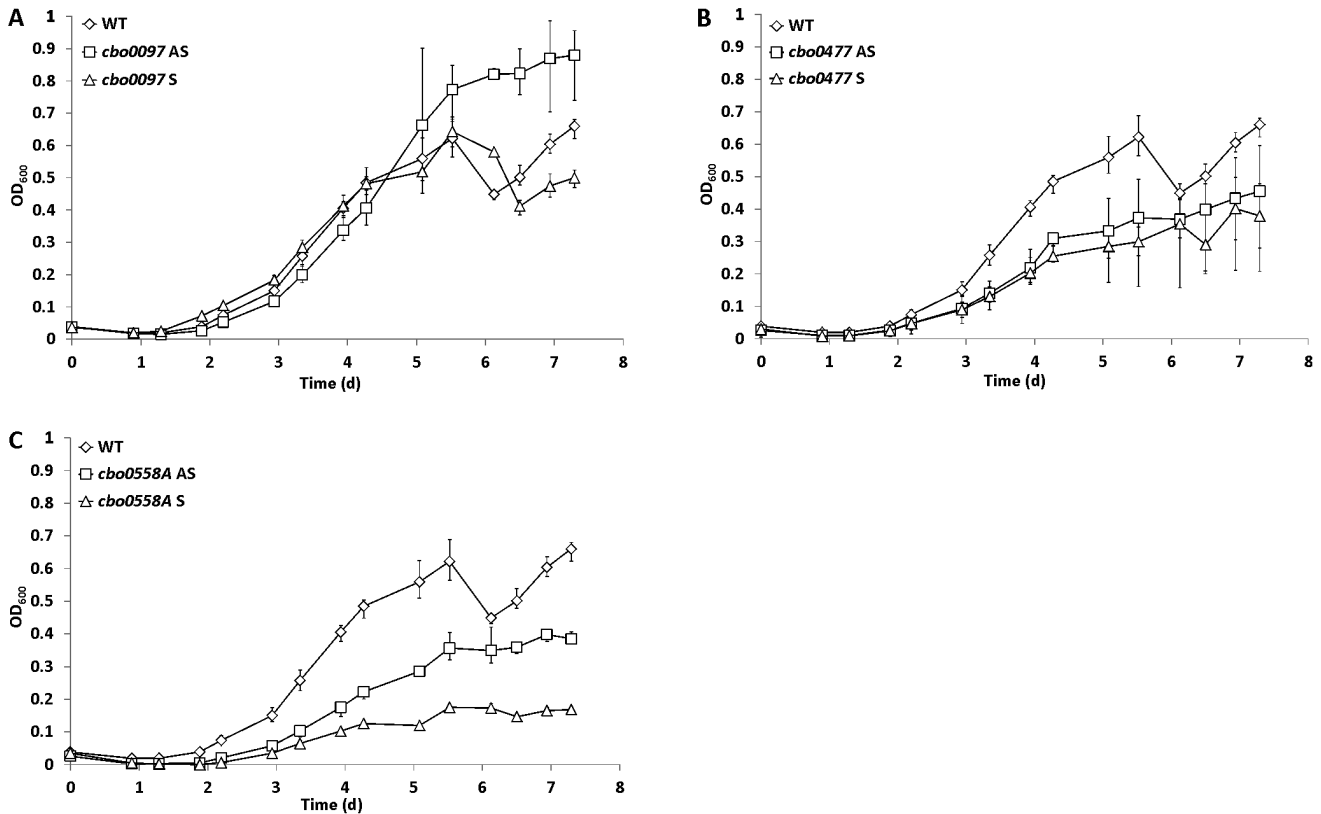 A
WT
cbo0097 AS
cbo0097 S
1
0.9
0.8
0.7
0.6
0.5
0.4
0.3
0.2
0.1
0
OD600
0 1 2 3 4 5 6 7 8
Time (d)
B
WT
cbo0477 AS
cbo0477 S
1
0.9
0.8
0.7
0.6
0.5
0.4
0.3
0.2
0.1
0
OD600
0 1 2 3 4 5 6 7 8
Time (d)
C
WT
cbo0558A AS
cbo0558A S
1
0.9
0.8
0.7
0.6
0.5
0.4
0.3
0.2
0.1
0
OD600
0 1 2 3 4 5 6 7 8
Time (d)